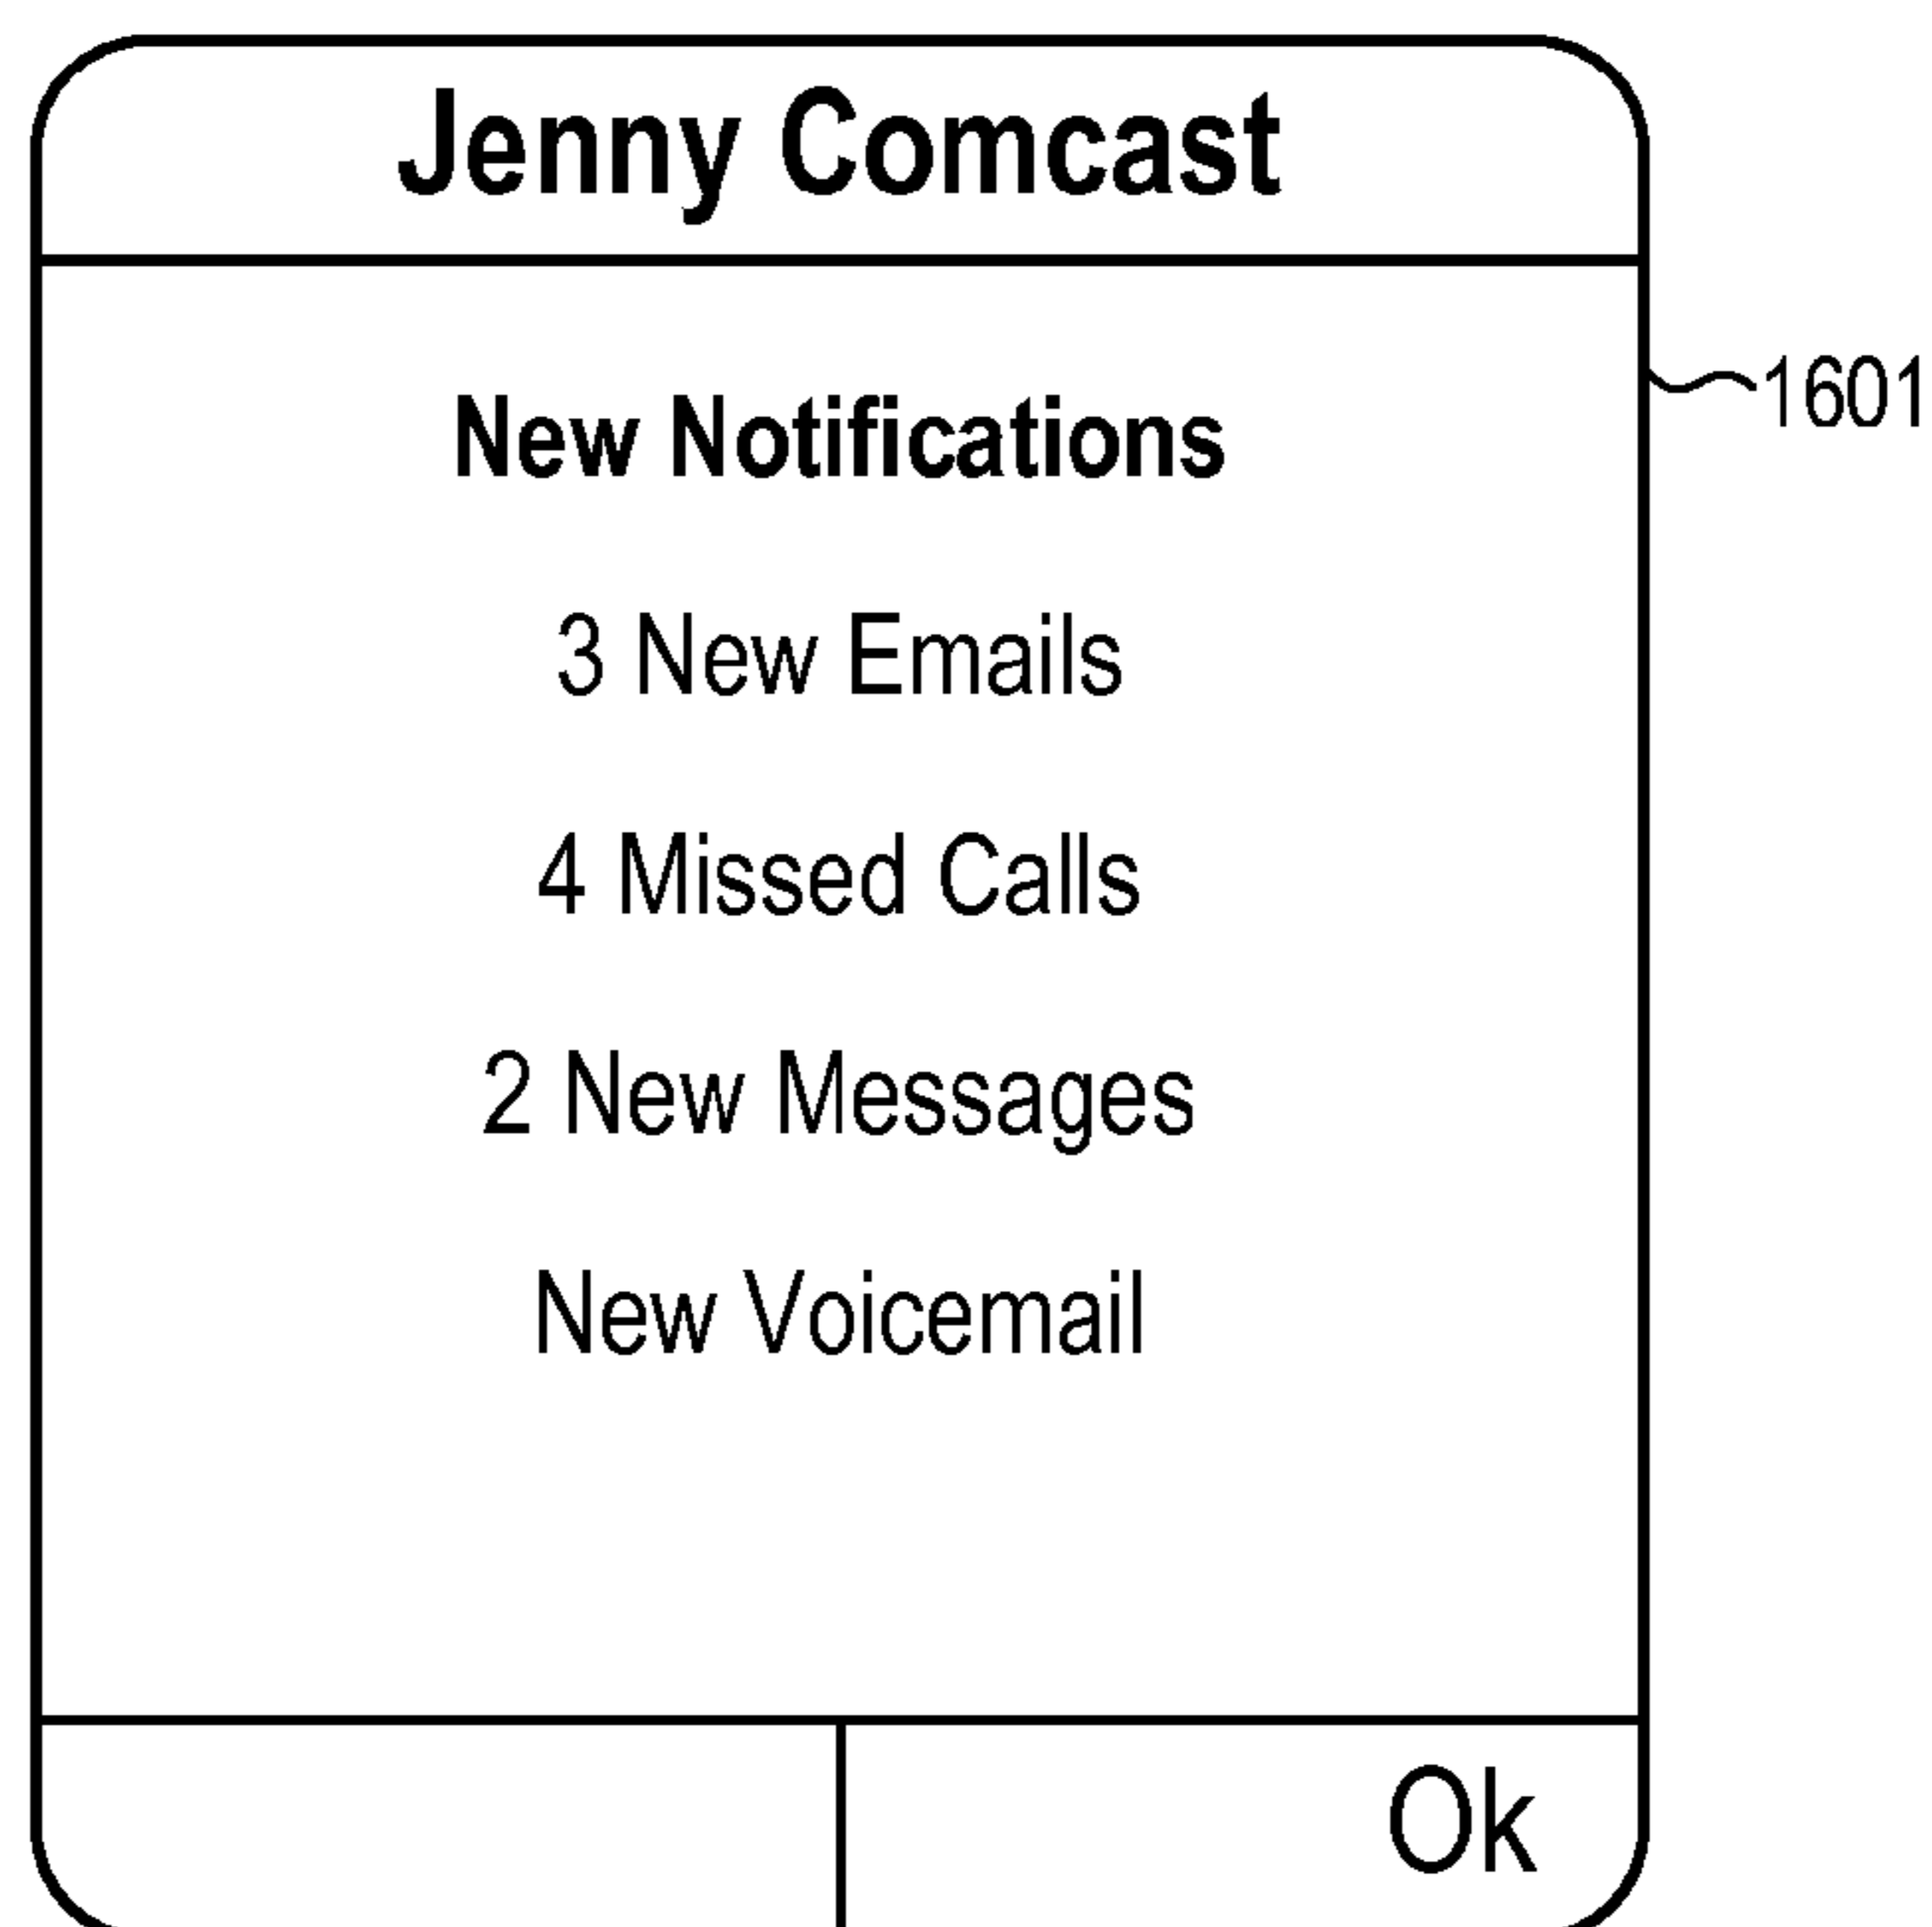 Jenny Comcast
New Notifications
1601
3 New Emails
4 Missed Calls
2 New Messages
New Voicemail
Ok